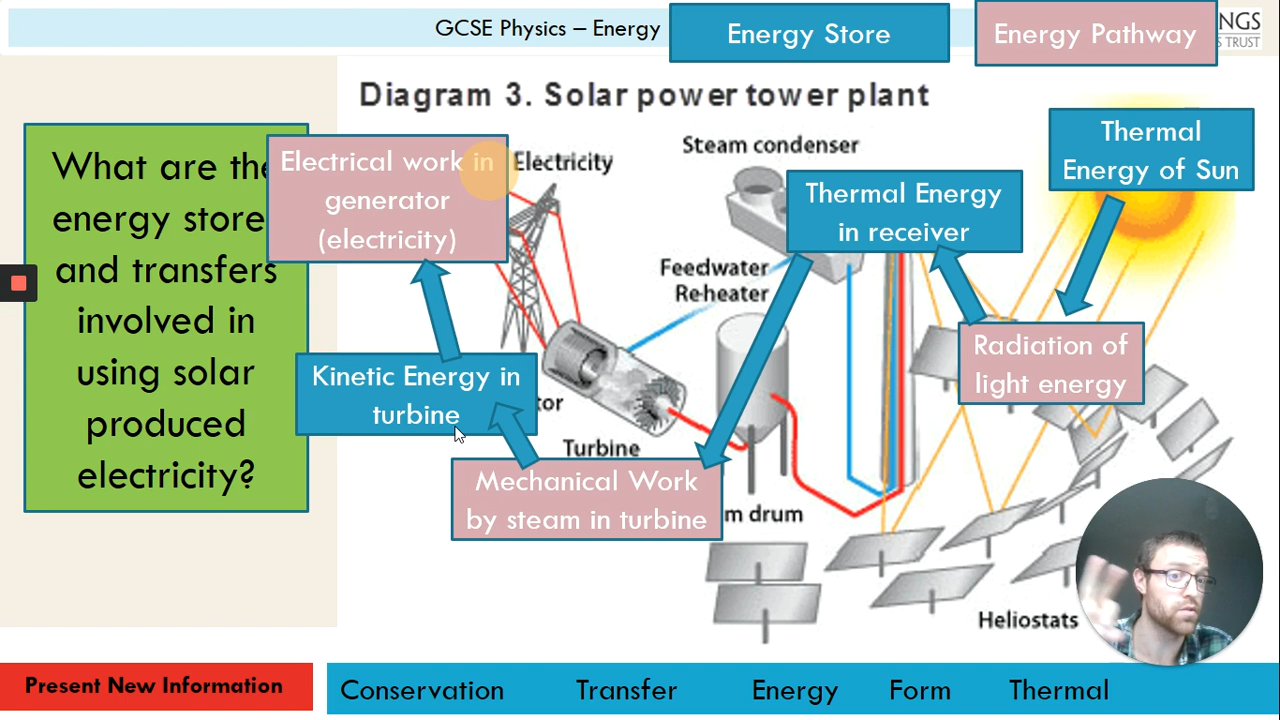 GCSE Physics – Energy
Energy Store
Energy Pathway
NGS
TRUST
Diagram 3. Solar power tower plant
What are the
energy store
and transfers
involved in
using solar
produced
electricity?
Electrical work in
generator
(electricity)
Electricity
Steam condenser
Thermal
Energy of Sun
Thermal Energy
in receiver
Feedwater
Re-heater
Radiation of
light energy
Kinetic Energy in
turbine
tor
Turbine
Mechanical Work
by steam in turbine
m drum
Heliostats
Present New Information
Conservation Transfer Energy Form Thermal